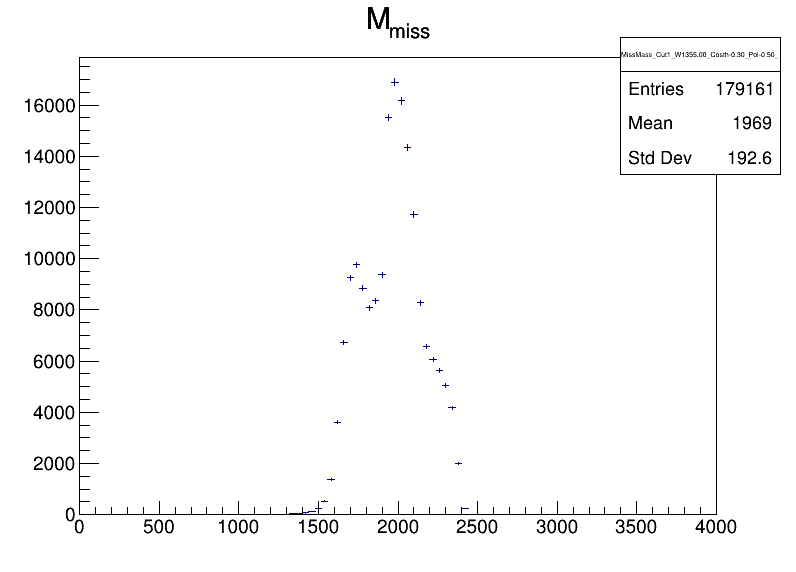 M_miss
MissMass_Cut1_W1355.00_Costh-0.30_Pol-0.50_
Entries 179161
Mean 1969
Std Dev 192.6
16000
14000
12000
10000
8000
6000
4000
2000
0
0 500 1000 1500 2000 2500 3000 3500 4000